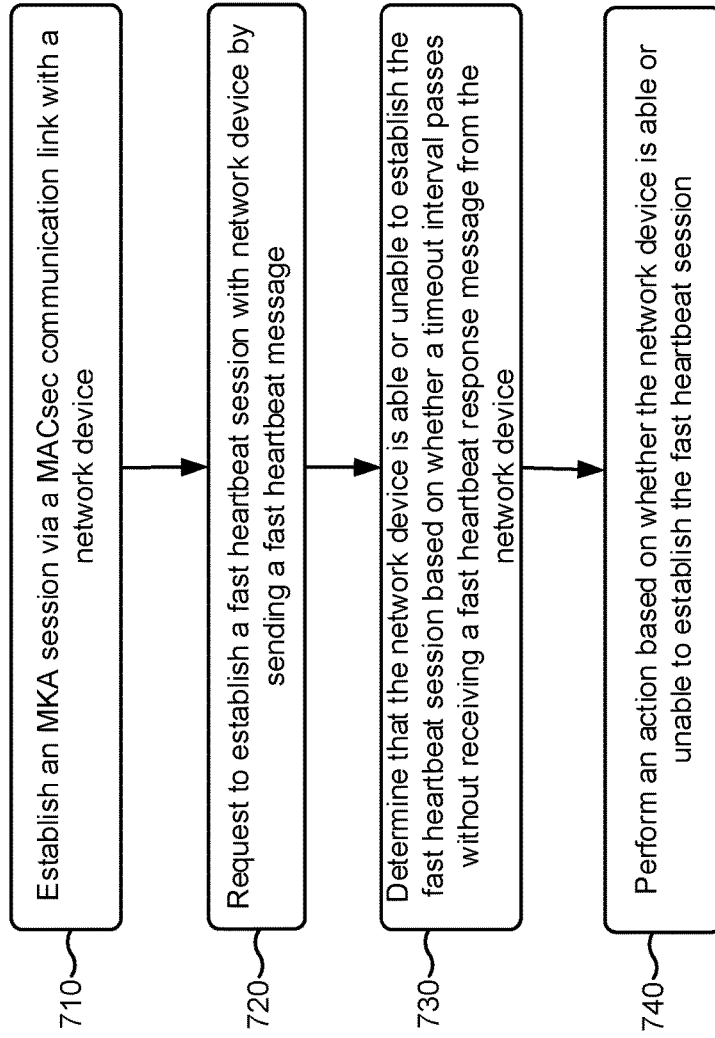 710
Establish an MKA session via a MACsec communication link with a
network device
720
Request to establish a fast heartbeat session with network device by
sending a fast heartbeat message
730
Determine that the network device is able or unable to establish the
fast heartbeat session based on whether a timeout interval passes
without receiving a fast heartbeat response message from the
network device
740
Perform an action based on whether the network device is able or
unable to establish the fast heartbeat session